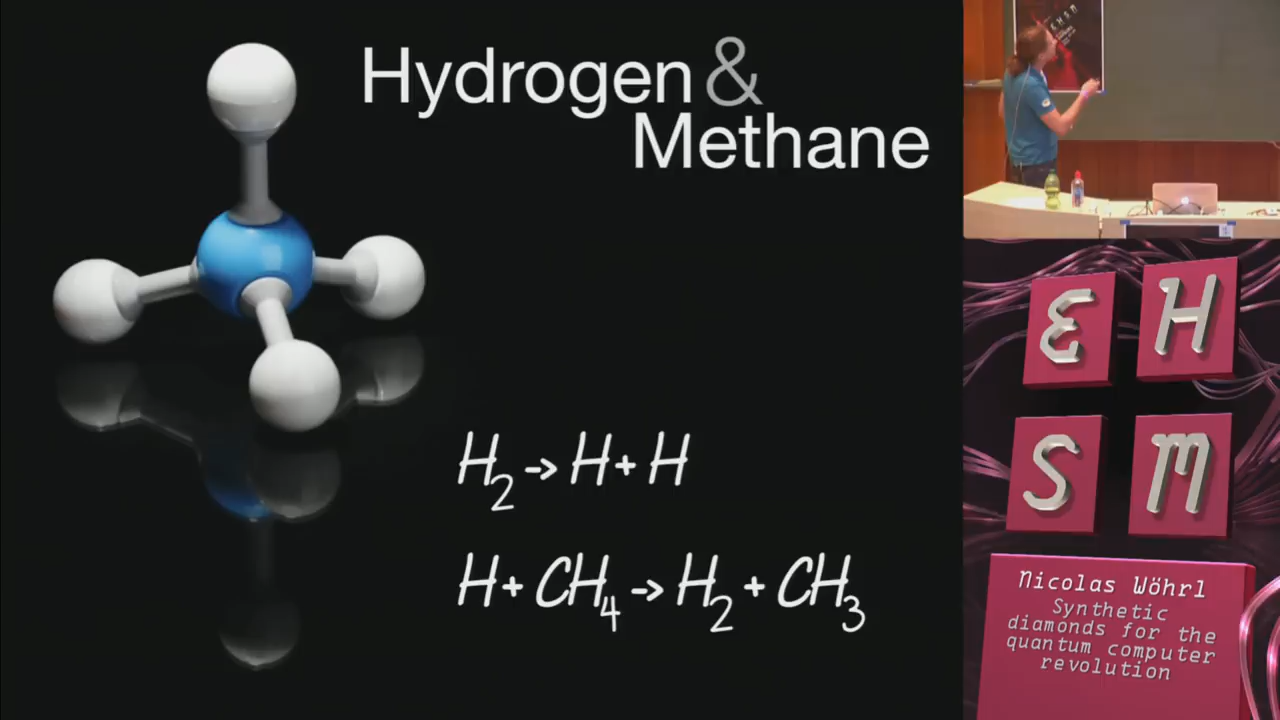 Hydrogen &
Methane
H₂ → H + H
H + CH₄ → H₂ + CH₃
E H
S M
Nicolas Wöhrl
Synthetic
diamonds for the
quantum computer
revolution